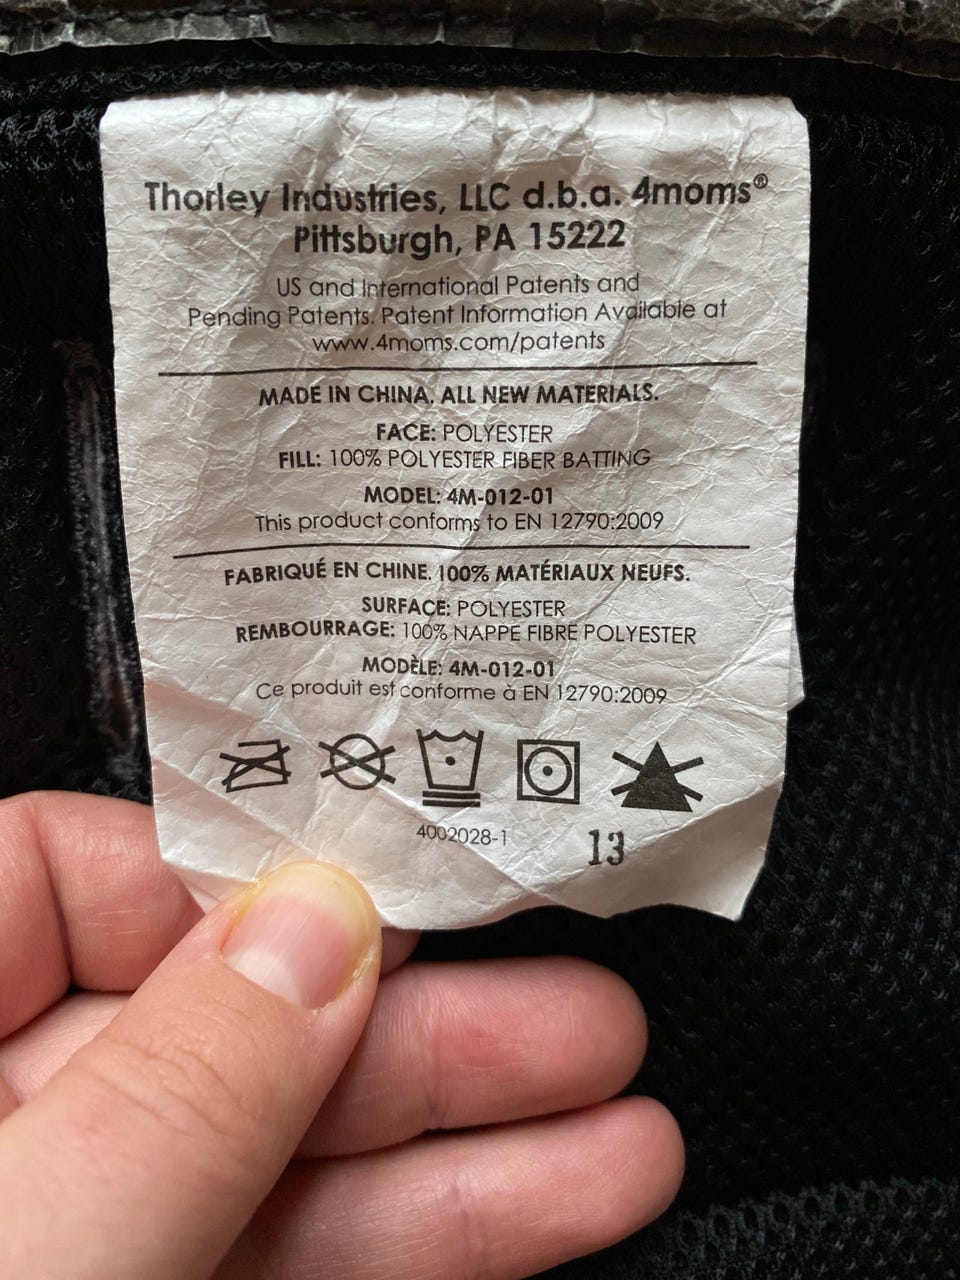 Thorley Industries, LLC d.b.a. 4moms®
Pittsburgh, PA 15222
US and International Patents and
Pending Patents. Patent Information Available at
www.4moms.com/patents
MADE IN CHINA. ALL NEW MATERIALS.
FACE: POLYESTER
FILL: 100% POLYESTER FIBER BATTING
MODEL: 4M-012-01
This product conforms to EN 12790:2009
FABRIQUÉ EN CHINE. 100% MATÉRIAUX NEUFS.
SURFACE: POLYESTER
REMBOURRAGE: 100% NAPPE FIBRE POLYESTER
MODÈLE: 4M-012-01
Ce produit est conforme à EN 12790:2009
4002028-1
13